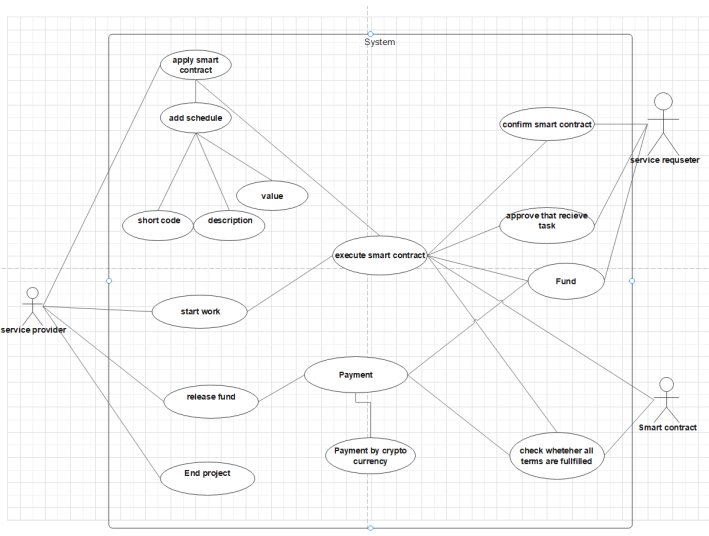 System
apply smart
contract
add schedule
confirm smart contract
service requseter
value
short code
description
approve that recieve
task
execute smart contract
Fund
start work
service provider
Payment
release fund
Smart contract
Payment by crypto
currency
check wheteher all
terms are fullfilled
End project